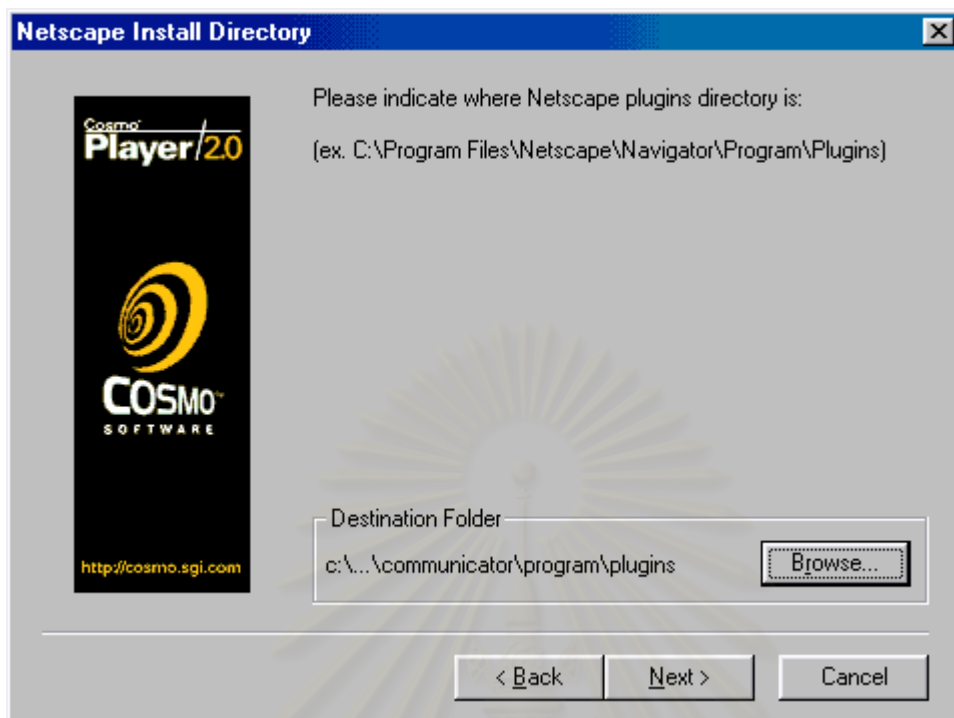 Netscape Install Directory
Cosmo
Player/2.0
COSMO™
SOFTWARE
http://cosmo.sgi.com
Please indicate where Netscape plugins directory is:
(ex. C:\Program Files\Netscape\Navigator\Program\Plugins)
Destination Folder
c:\...\communicator\program\plugins
Browse...
< Back
Next >
Cancel